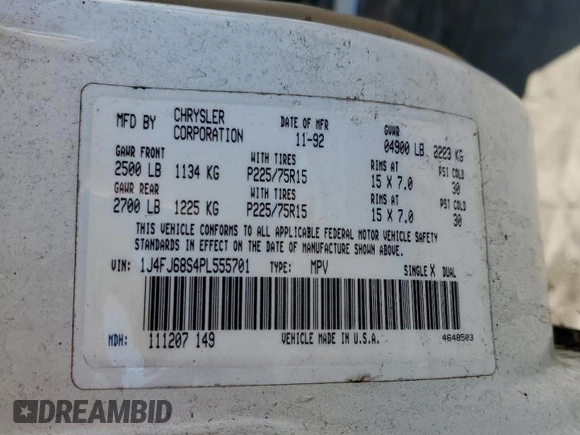 MFD BY CHRYSLER CORPORATION DATE OF MFR 11-92 GVWR 04900 LB 2223 KG
GAWR FRONT WITH TIRES RIMS AT PSI COLD
2500 LB 1134 KG P225/75R15 15 X 7.0 30
GAWR REAR WITH TIRES RIMS AT PSI COLD
2700 LB 1225 KG P225/75R15 15 X 7.0 30
THIS VEHICLE CONFORMS TO ALL APPLICABLE FEDERAL MOTOR VEHICLE SAFETY
STANDARDS IN EFFECT ON THE DATE OF MANUFACTURE SHOWN ABOVE.
VIN: 1J4FJ68S4PL555701 TYPE: MPV SINGLE X DUAL
MDH: 111207 149 VEHICLE MADE IN U.S.A. 4648503
DREAMBID